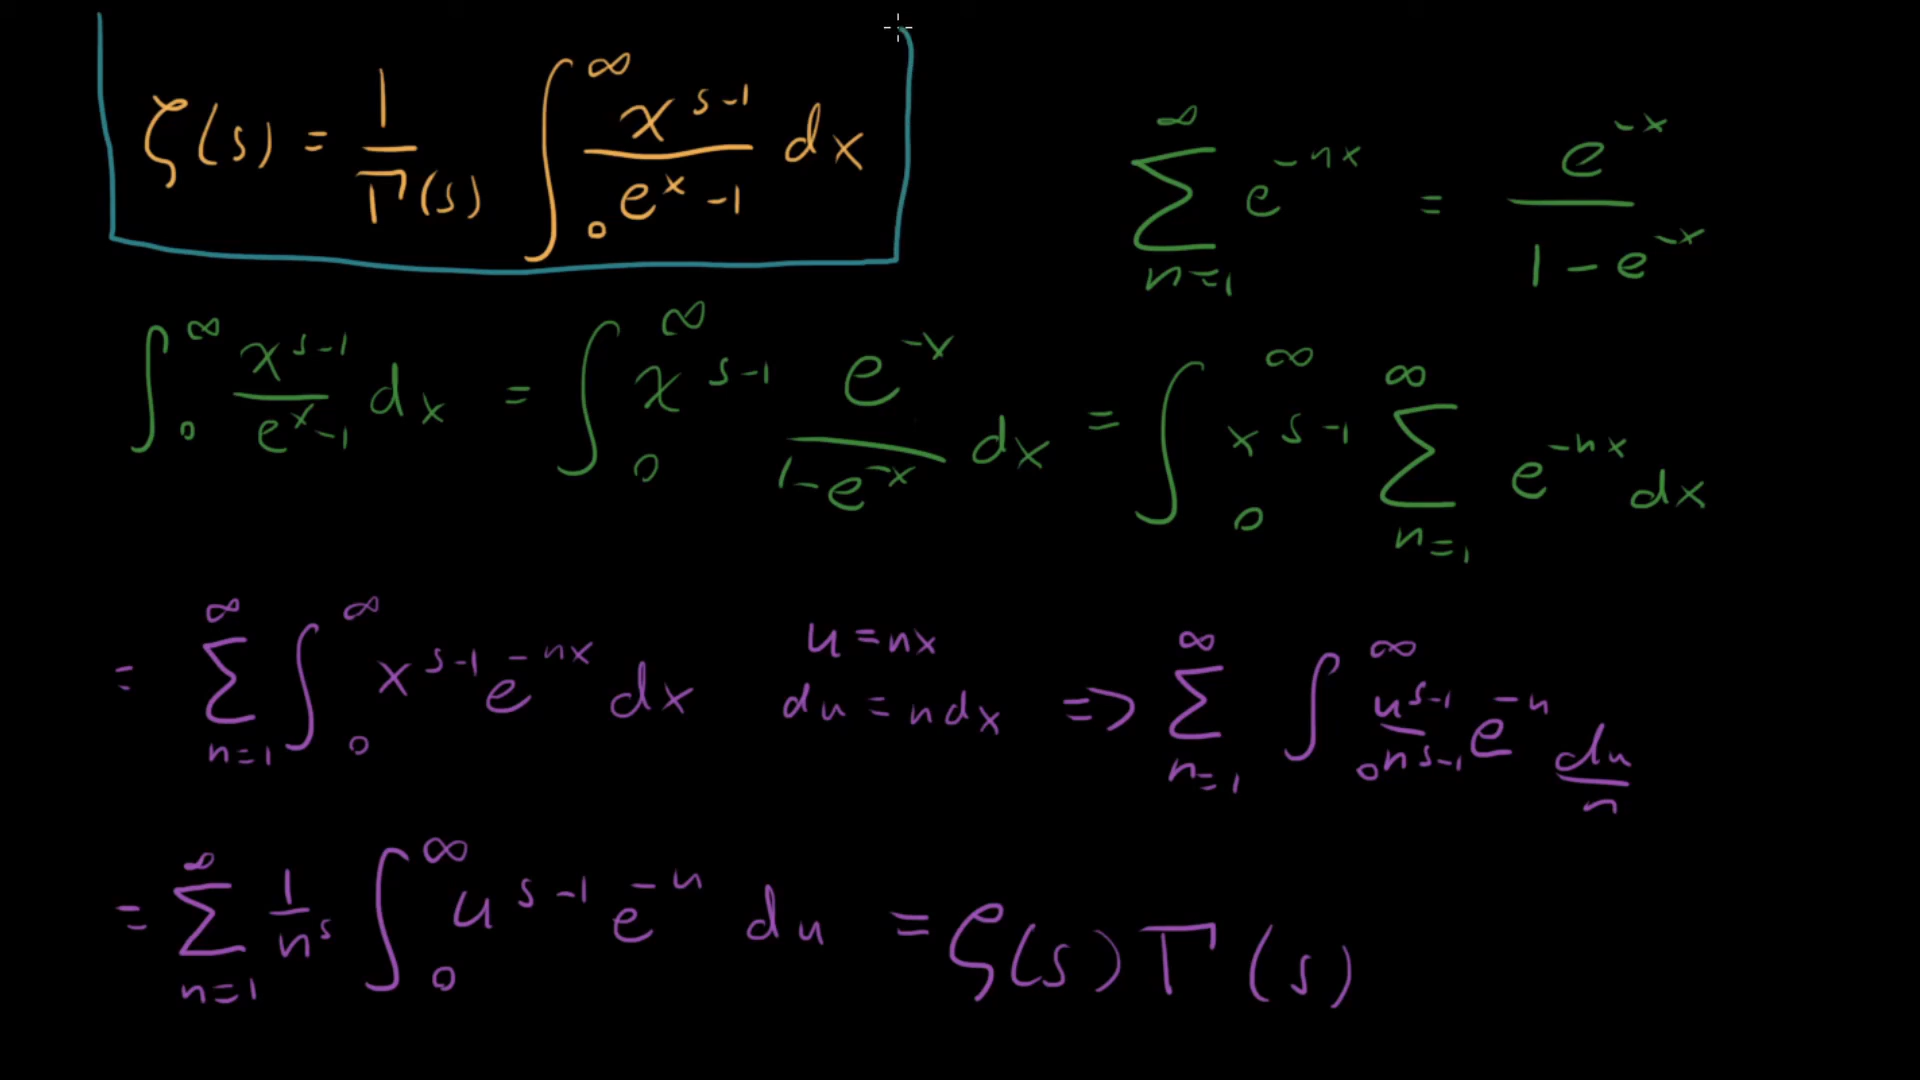 ζ(s) = 1/Γ(s) ∫₀^∞ x^(s-1)/(e^x - 1) dx
∑_{n=1}^∞ e^(-nx) = e^(-x)/(1 - e^(-x))
∫₀^∞ x^(s-1)/(e^x - 1) dx = ∫₀^∞ x^(s-1) e^(-x)/(1 - e^(-x)) dx = ∫₀^∞ x^(s-1) ∑_{n=1}^∞ e^(-nx) dx
= ∑_{n=1}^∞ ∫₀^∞ x^(s-1) e^(-nx) dx
u = nx
du = ndx
=> ∑_{n=1}^∞ ∫₀^∞ u^(s-1)/n^(s-1) e^(-u) du/n
= ∑_{n=1}^∞ 1/n^s ∫₀^∞ u^(s-1) e^(-u) du = ζ(s) Γ(s)